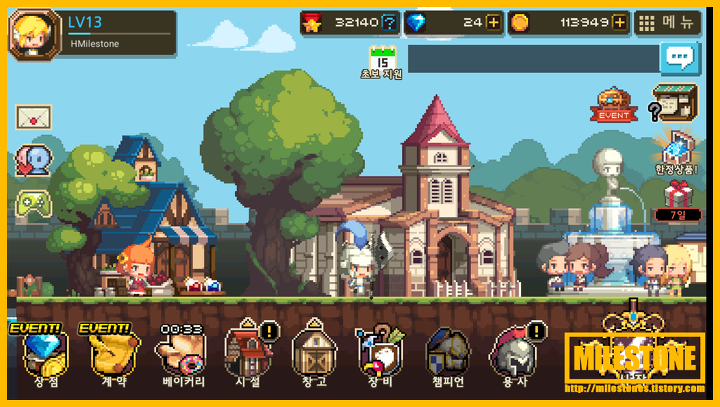 LV13
HMilestone
32140
24
113949
메 뉴
15
초보 지원
EVENT
한정상품!
7일
EVENT!
EVENT!
00:33
상 점
계 약
베이커리
시 설
창 고
장 비
챔피언
용 사
MILESTONE
http://milestones.tistory.com